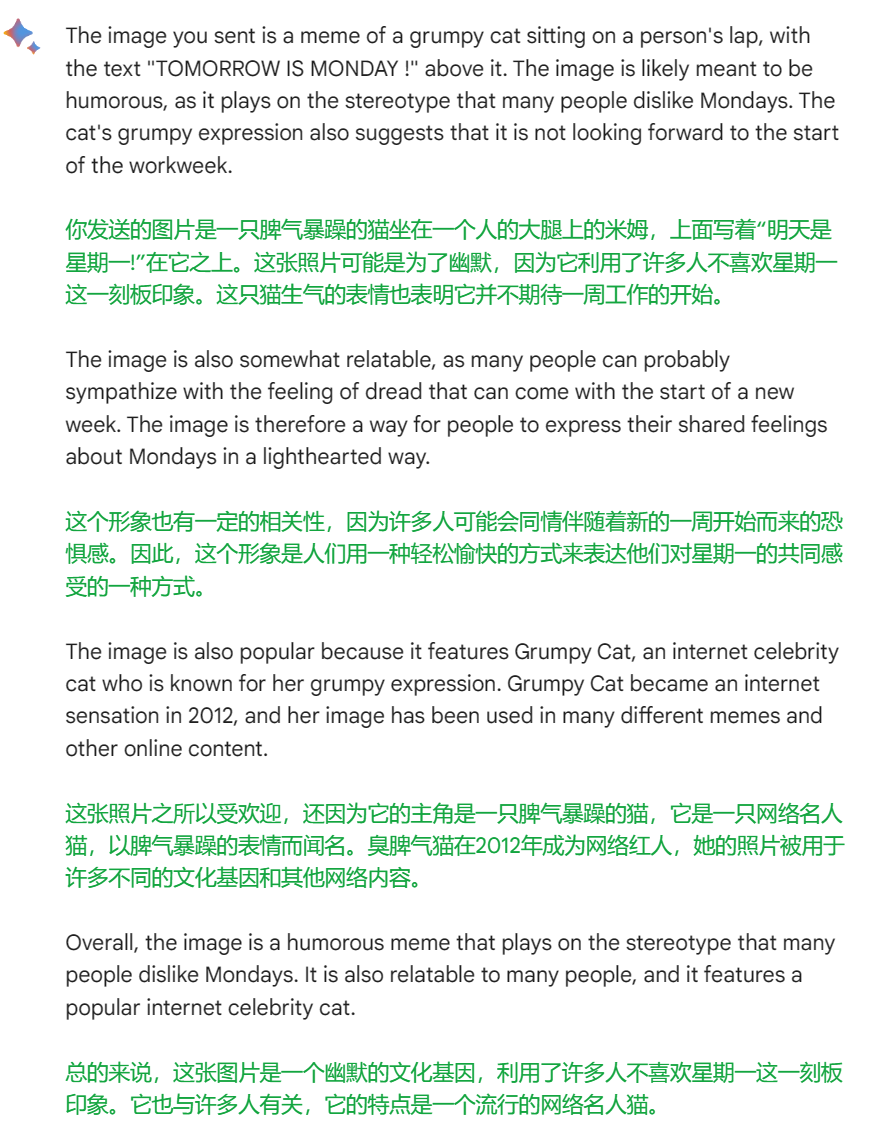 The image you sent is a meme of a grumpy cat sitting on a person's lap, with
the text "TOMORROW IS MONDAY !" above it. The image is likely meant to be
humorous, as it plays on the stereotype that many people dislike Mondays. The
cat's grumpy expression also suggests that it is not looking forward to the start
of the workweek.
你发送的图片是一只脾气暴躁的猫坐在一个人的大腿上的米姆，上面写着“明天是
星期一!”在它之上。这张照片可能是为了幽默，因为它利用了许多人不喜欢星期一
这一刻板印象。这只猫生气的表情也表明它并不期待一周工作的开始。
The image is also somewhat relatable, as many people can probably
sympathize with the feeling of dread that can come with the start of a new
week. The image is therefore a way for people to express their shared feelings
about Mondays in a lighthearted way.
这个形象也有一定的相关性，因为许多人可能会同情伴随着新的一周开始而来的恐
惧感。因此，这个形象是人们用一种轻松愉快的方式来表达他们对星期一的共同感
受的一种方式。
The image is also popular because it features Grumpy Cat, an internet celebrity
cat who is known for her grumpy expression. Grumpy Cat became an internet
sensation in 2012, and her image has been used in many different memes and
other online content.
这张照片之所以受欢迎，还因为它的主角是一只脾气暴躁的猫，它是一只网络名人
猫，以脾气暴躁的表情而闻名。臭脾气猫在2012年成为网络红人，她的照片被用于
许多不同的文化基因和其他网络内容。
Overall, the image is a humorous meme that plays on the stereotype that many
people dislike Mondays. It is also relatable to many people, and it features a
popular internet celebrity cat.
总的来说，这张图片是一个幽默的文化基因，利用了许多人不喜欢星期一这一刻板
印象。它也与许多人有关，它的特点是一个流行的网络名人猫。